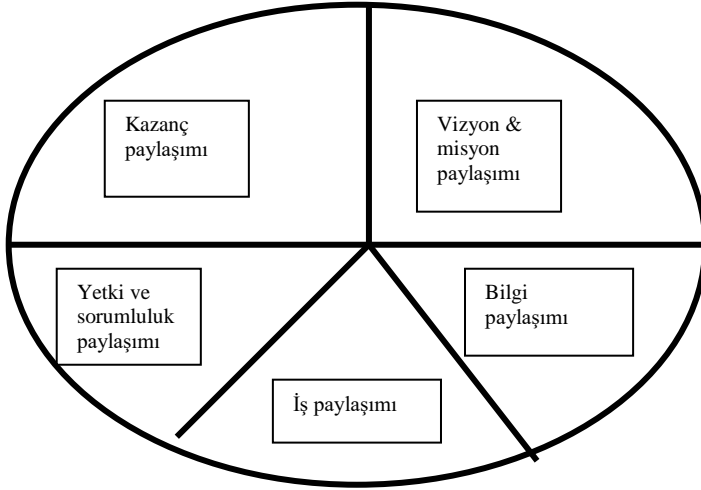 Kazanç
paylaşımı
Vizyon &
misyon
paylaşımı
Yetki ve
sorumluluk
paylaşımı
Bilgi
paylaşımı
İş paylaşımı